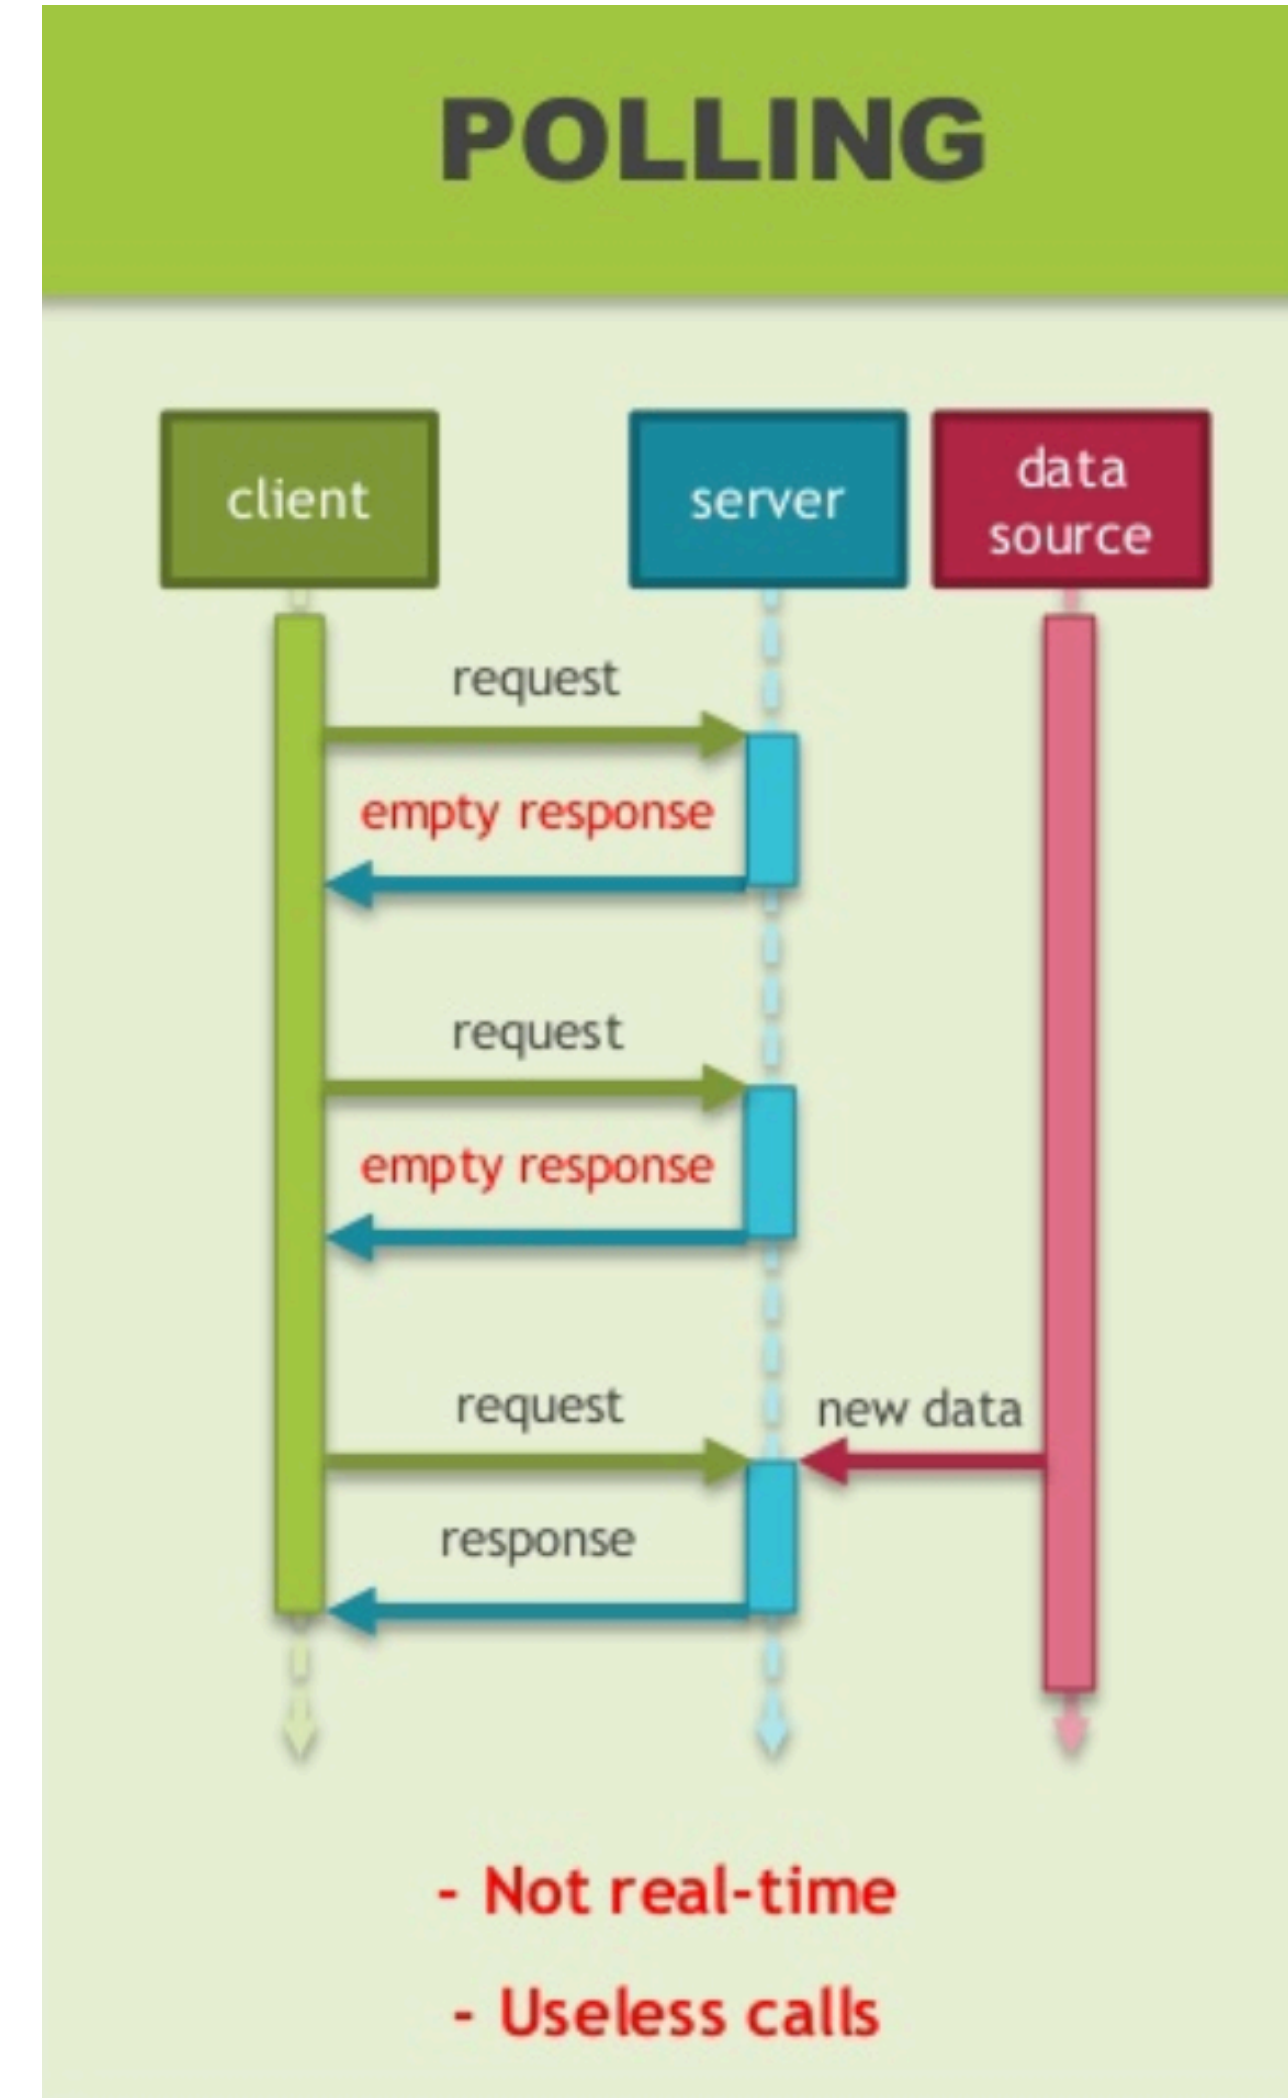 POLLING
client
server
data
source
request
empty response
request
empty response
request
new data
response
- Not real-time
- Useless calls